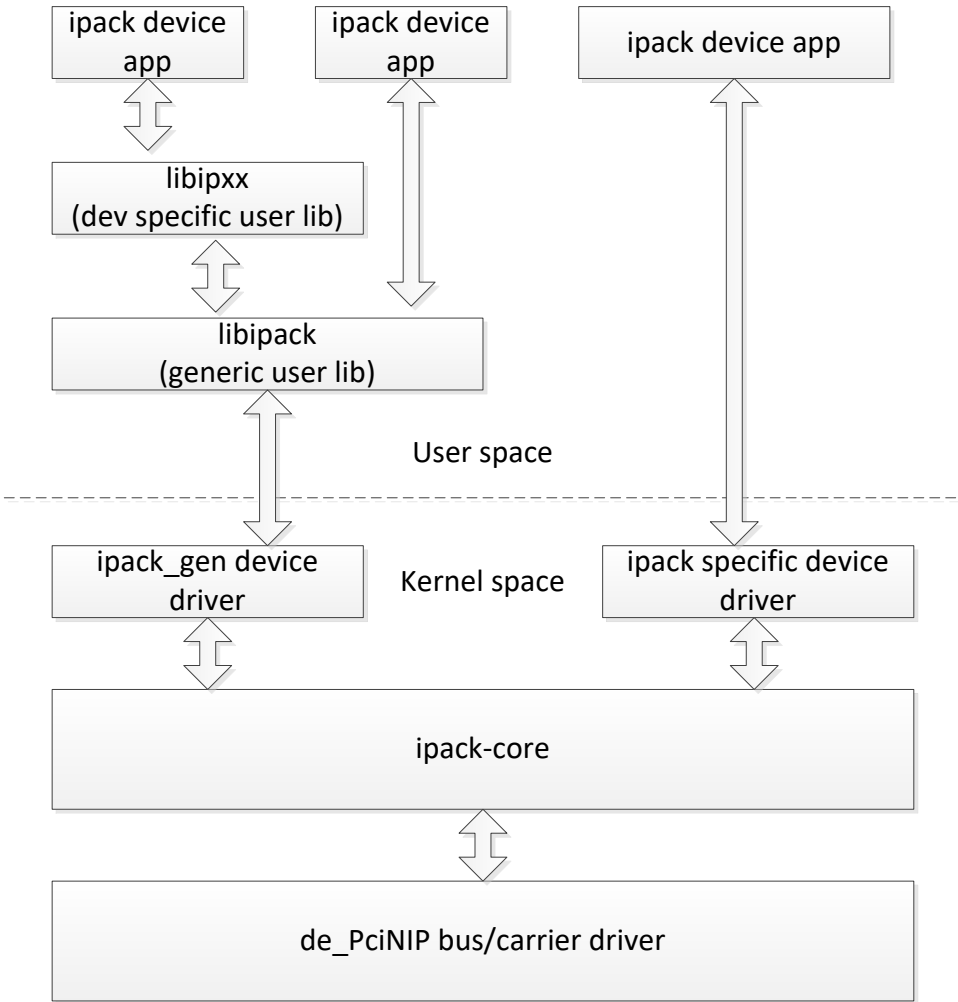 ipack device
app
ipack device
app
ipack device app
libipxx
(dev specific user lib)
libipack
(generic user lib)
User space
ipack_gen device
driver
Kernel space
ipack specific device
driver
ipack-core
de_PciNIP bus/carrier driver